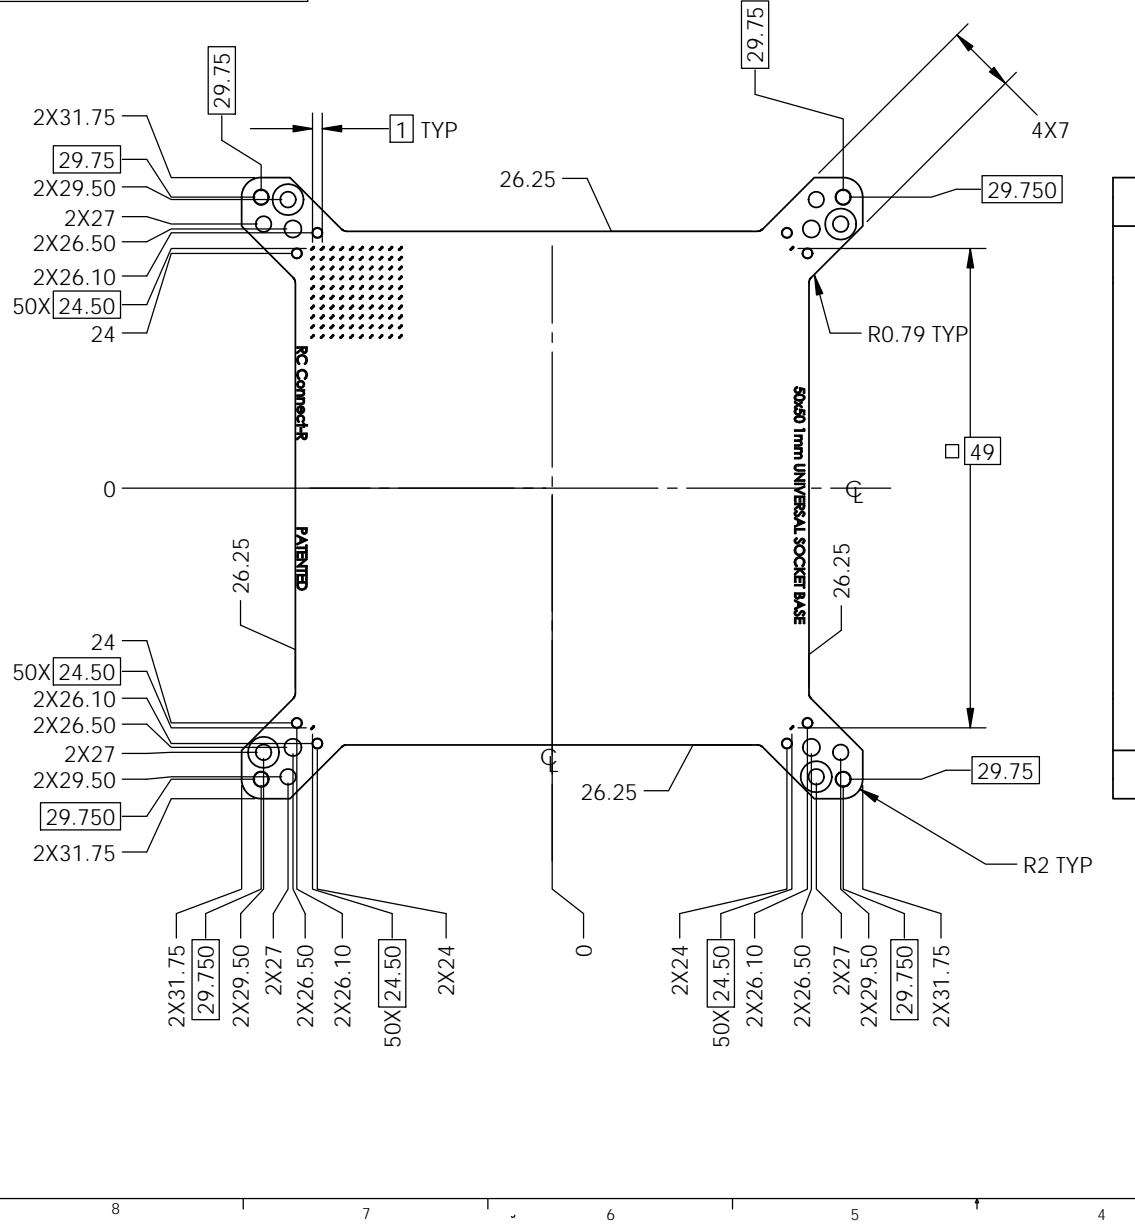 29.75
29.75
2X31.75
1 TYP
4X7
29.75
2X29.50
26.25
29.750
2X27
2X26.50
2X26.10
50X 24.50
24
R0.79 TYP
RC Connect-R
50x50 1mm UNIVERSAL SOCKET BASE
□ 49
0
℄
PATENTED
26.25
26.25
24
50X 24.50
2X26.10
2X26.50
2X27
2X29.50
29.750
2X31.75
℄
26.25
29.75
R2 TYP
2X31.75
29.750
2X29.50
2X27
2X26.50
2X26.10
50X 24.50
2X24
0
2X24
50X 24.50
2X26.10
2X26.50
2X27
2X29.50
29.750
2X31.75
8
7
6
5
4